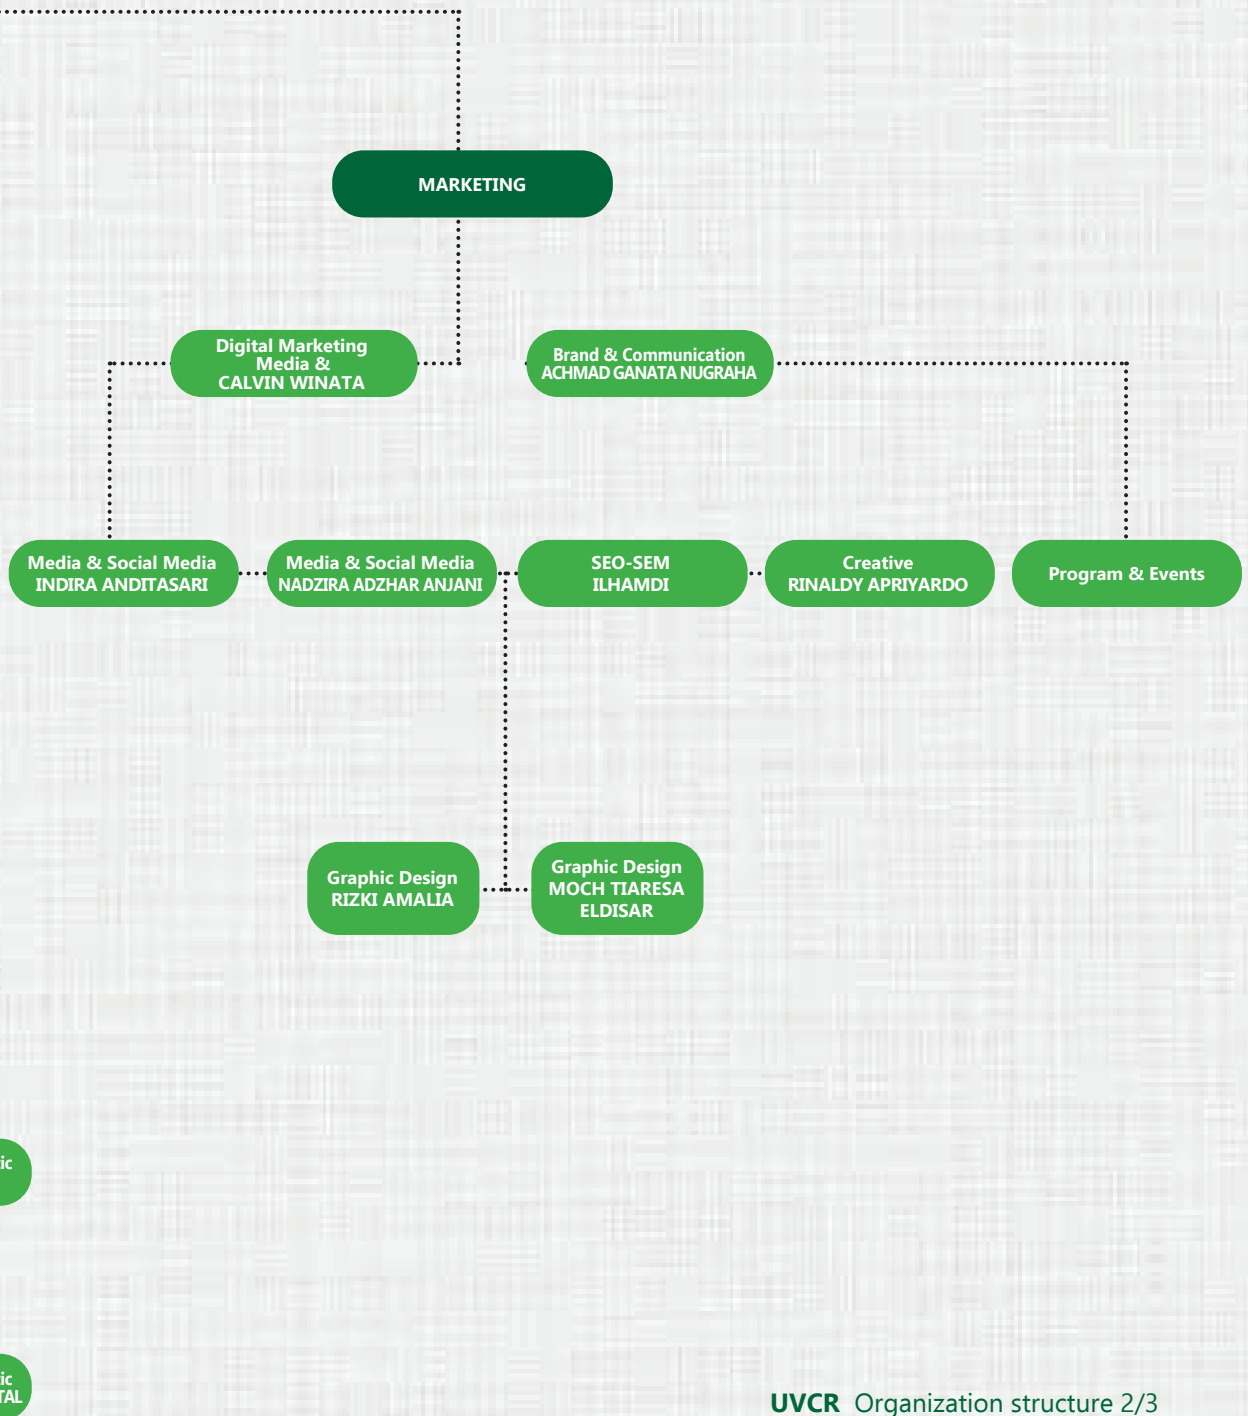 MARKETING
Digital Marketing
Media &
CALVIN WINATA
Brand & Communication
ACHMAD GANATA NUGRAHA
Media & Social Media
INDIRA ANDITASARI
Media & Social Media
NADZIRA ADZHAR ANJANI
SEO-SEM
ILHAMDI
Creative
RINALDY APRIYARDO
Program & Events
Graphic Design
RIZKI AMALIA
Graphic Design
MOCH TIARESA
ELDISAR
UVCR Organization structure 2/3